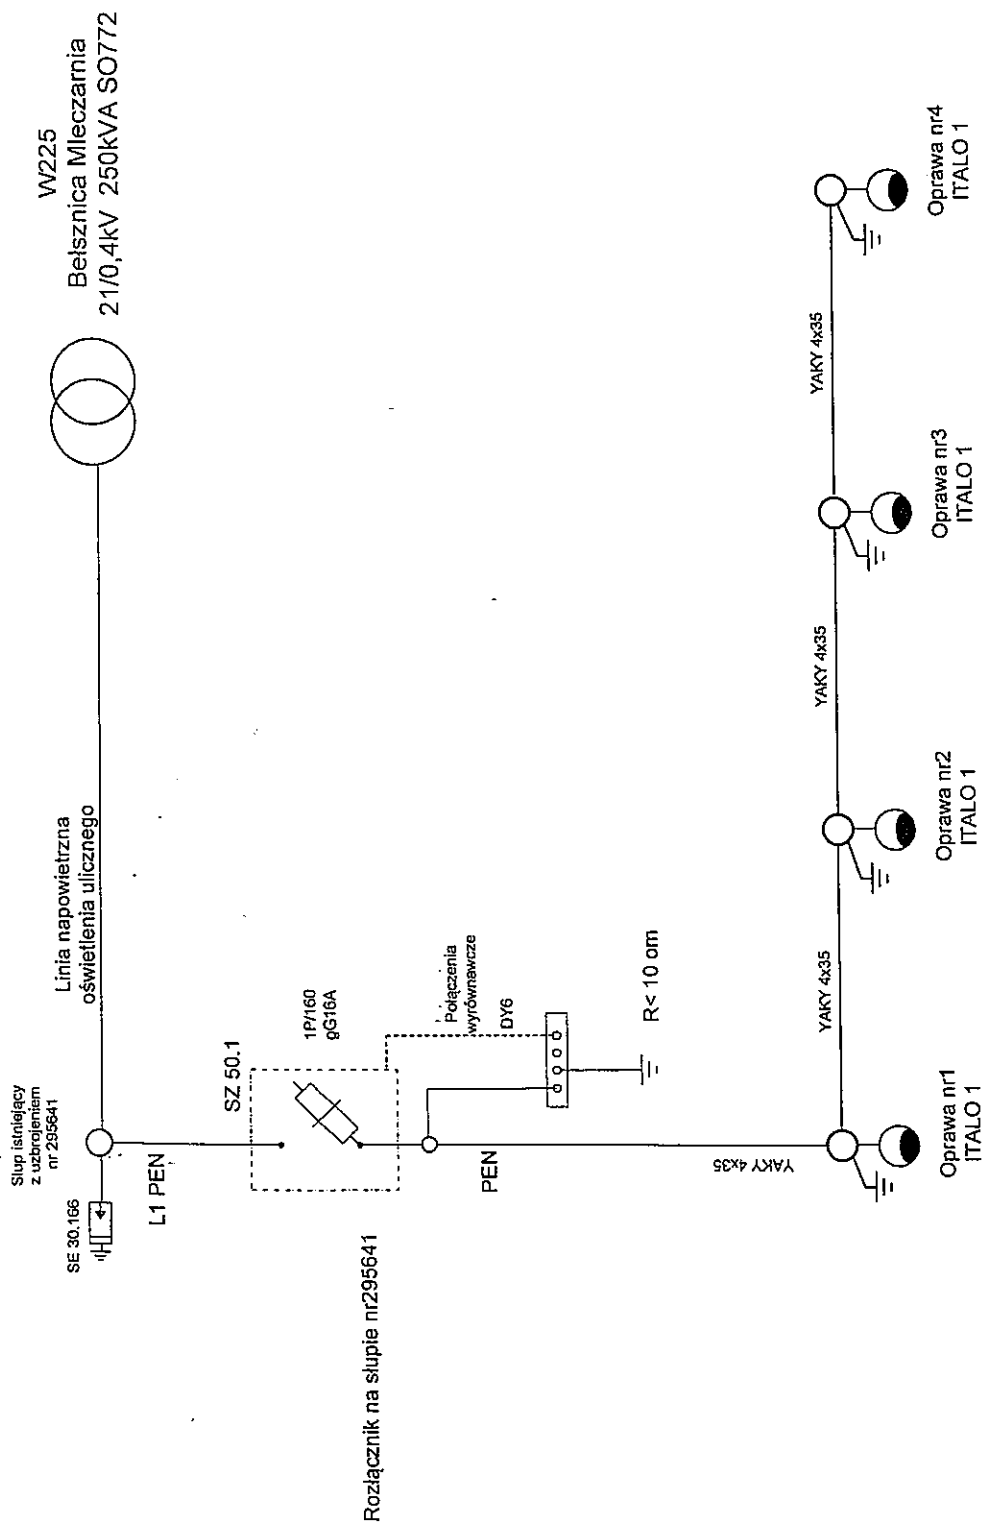 W225
Bełsznica Mleczarnia
21/0,4kV 250kVA SO772
Linia napowietrzna
oświetlenia ulicznego
Słup istniejący
z uzbrojeniem
nr 295641
SE 30.166
L1 PEN
SZ 50.1
1P/160
gG16A
Rozłącznik na słupie nr295641
Połączenia
wyrównawcze
DY6
PEN
R< 10 om
YAKY 4x35
YAKY 4x35
YAKY 4x35
YAKY 4x35
Oprawa nr1
ITALO 1
Oprawa nr2
ITALO 1
Oprawa nr3
ITALO 1
Oprawa nr4
ITALO 1